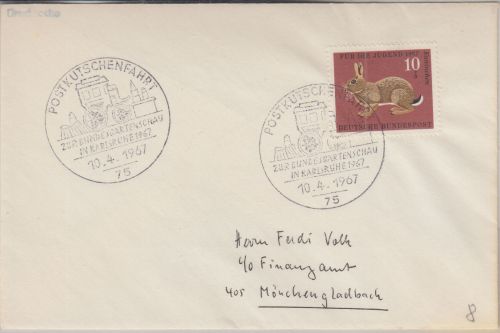 Drucksache
POSTKUTSCHENFAHRT
ZUR BUNDESGARTENSCHAU
IN KARLSRUHE 1967
10.4.1967
75
FÜR DIE JUGEND 1967
10
Kaninchen
DEUTSCHE BUNDESPOST
POSTKUTSCHEN
ZUR BUNDESGARTENSCHAU
IN KARLSRUHE 1967
10.4.1967
75
Herrn Ferdi Volk
c/o Finanzamt
405 Mönchengladbach
8